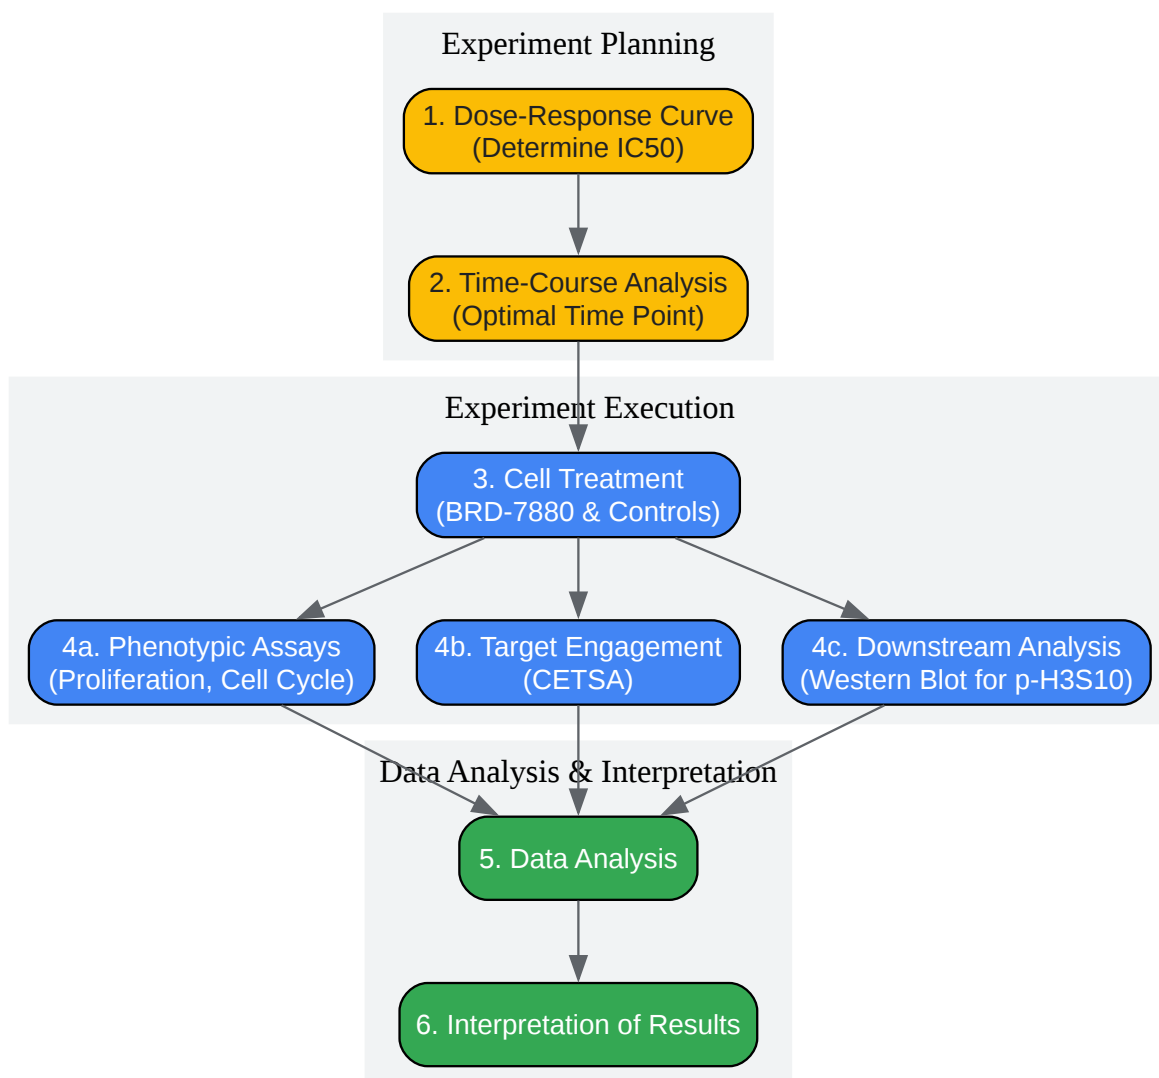 Experiment Planning
1. Dose-Response Curve
(Determine IC50)
2. Time-Course Analysis
(Optimal Time Point)
Experiment Execution
3. Cell Treatment
(BRD-7880 & Controls)
4a. Phenotypic Assays
(Proliferation, Cell Cycle)
4b. Target Engagement
(CETSA)
4c. Downstream Analysis
(Western Blot for p-H3S10)
Data Analysis & Interpretation
5. Data Analysis
6. Interpretation of Results